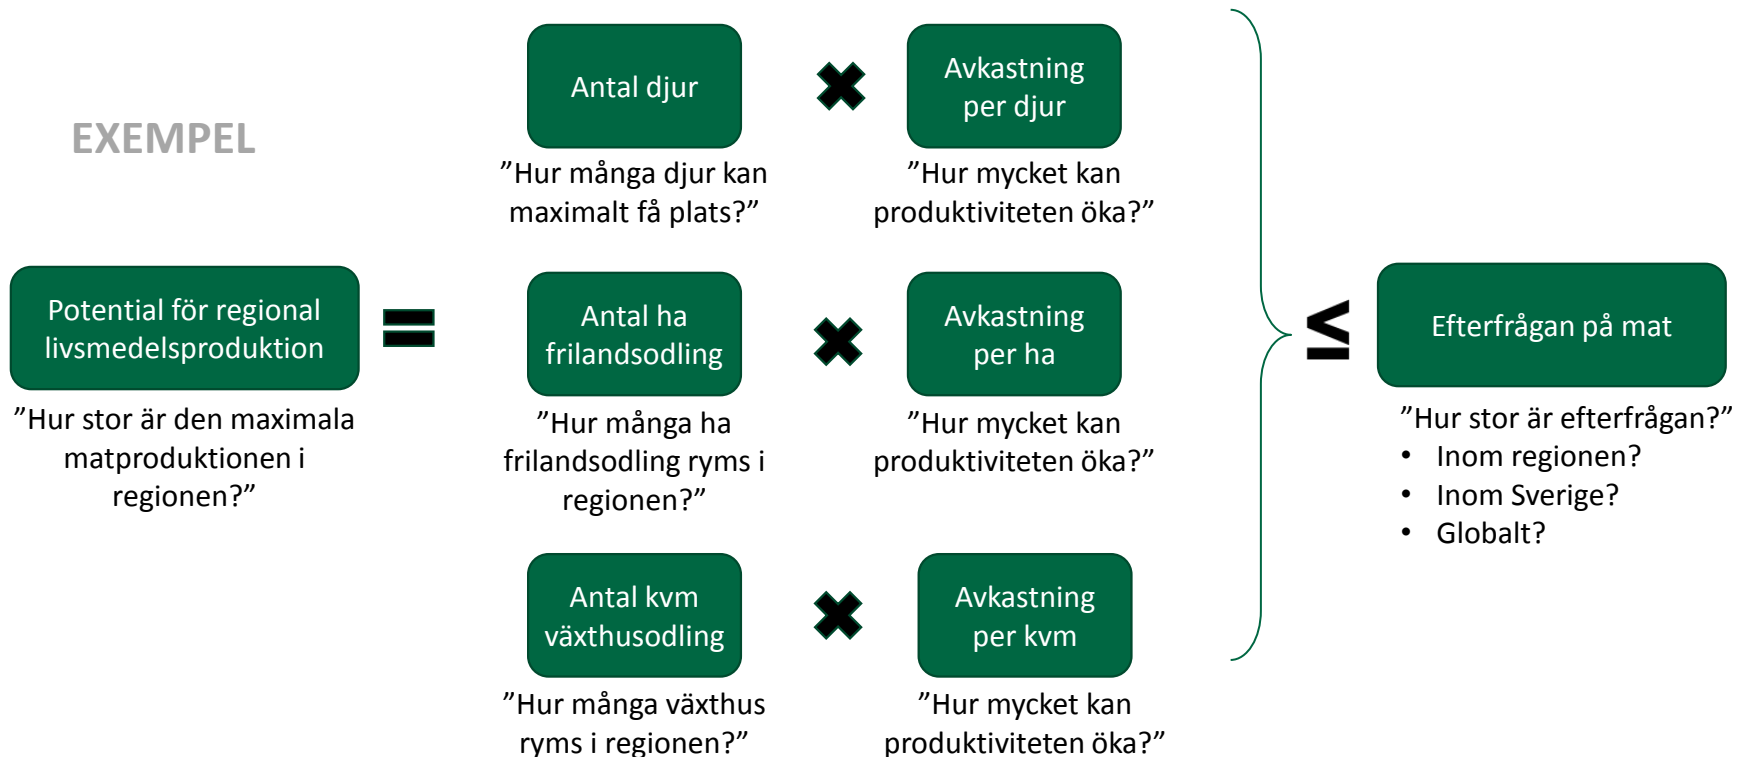 EXEMPEL
Potential för regional
livsmedelsproduktion
”Hur stor är den maximala
matproduktionen i
regionen?”
=
Antal djur
”Hur många djur kan
maximalt få plats?”
✖
Avkastning
per djur
”Hur mycket kan
produktiviteten öka?”
Antal ha
frilandsodling
”Hur många ha
frilandsodling ryms i
regionen?”
✖
Avkastning
per ha
”Hur mycket kan
produktiviteten öka?”
Antal kvm
växthusodling
”Hur många växthus
ryms i regionen?”
✖
Avkastning
per kvm
”Hur mycket kan
produktiviteten öka?”
≤
Efterfrågan på mat
”Hur stor är efterfrågan?”
• Inom regionen?
• Inom Sverige?
• Globalt?